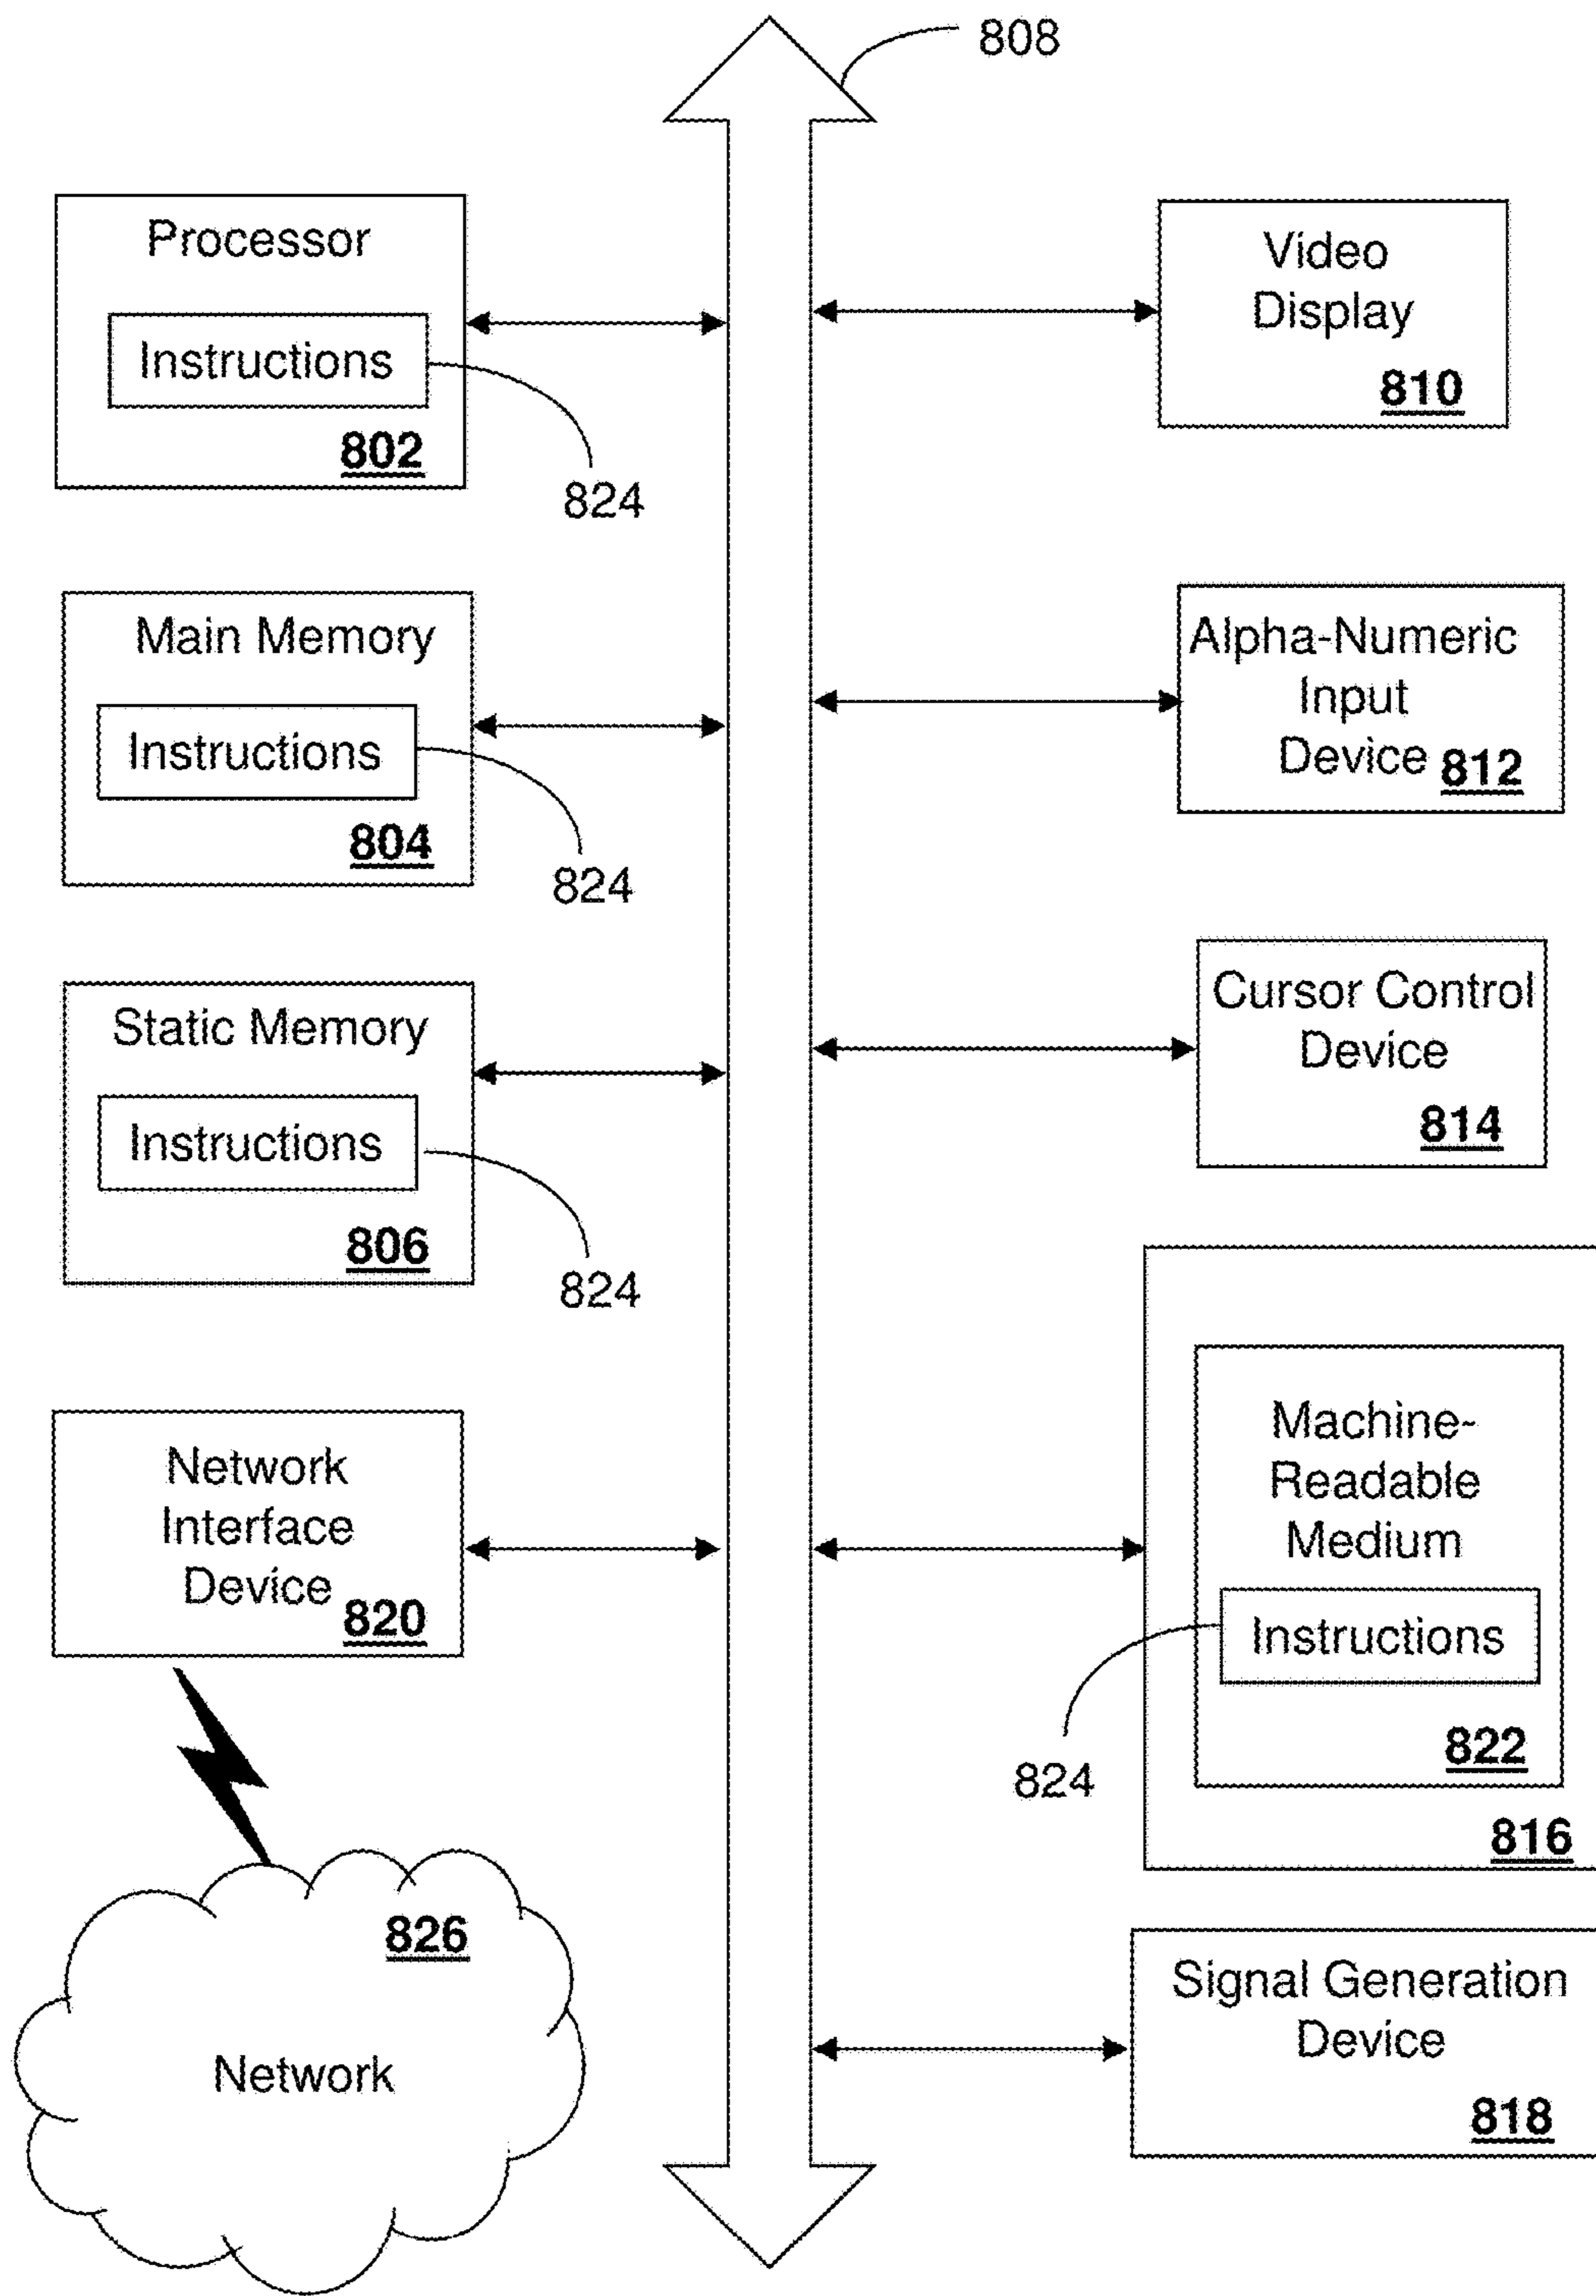 808
Processor
Instructions
802
824
Main Memory
Instructions
804
824
Static Memory
Instructions
806
824
Network
Interface
Device
820
826
Network
Video
Display
810
Alpha-Numeric
Input
Device 812
Cursor Control
Device
814
Machine-
Readable
Medium
Instructions
822
824
816
Signal Generation
Device
818